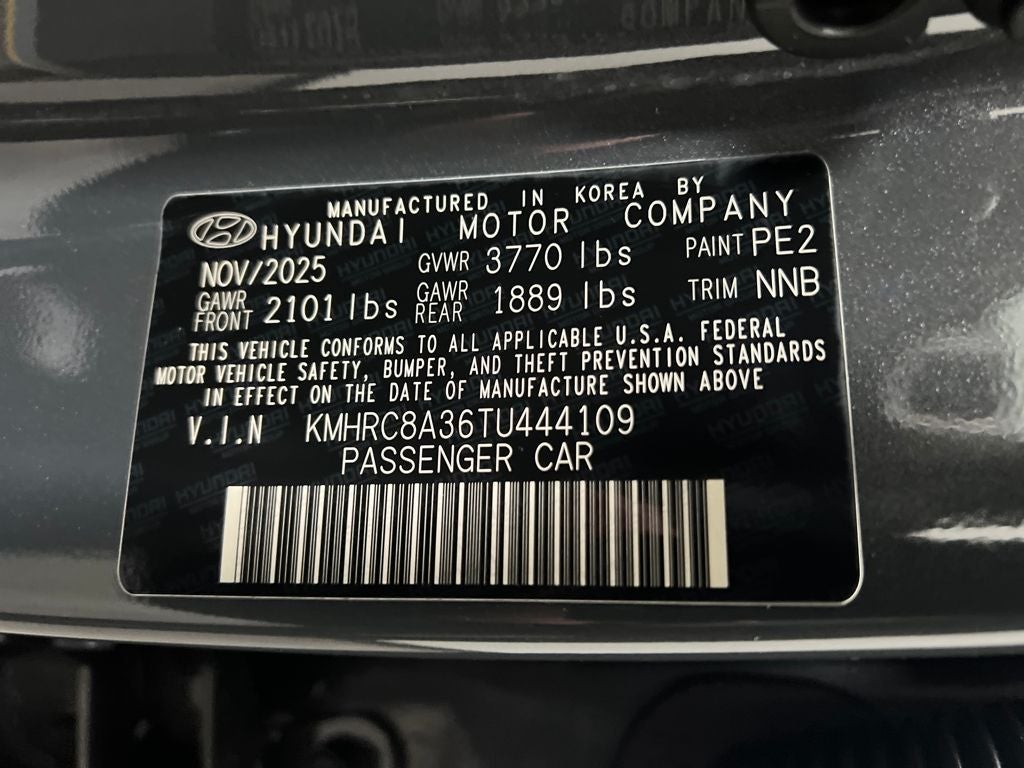 MANUFACTURED IN KOREA BY
HYUNDAI MOTOR COMPANY
NOV/2025 GVWR 3770 lbs PAINT PE2
GAWR FRONT 2101 lbs GAWR REAR 1889 lbs TRIM NNB
THIS VEHICLE CONFORMS TO ALL APPLICABLE U.S.A. FEDERAL
MOTOR VEHICLE SAFETY, BUMPER, AND THEFT PREVENTION STANDARDS
IN EFFECT ON THE DATE OF MANUFACTURE SHOWN ABOVE
V.I.N KMHRC8A36TU444109
PASSENGER CAR